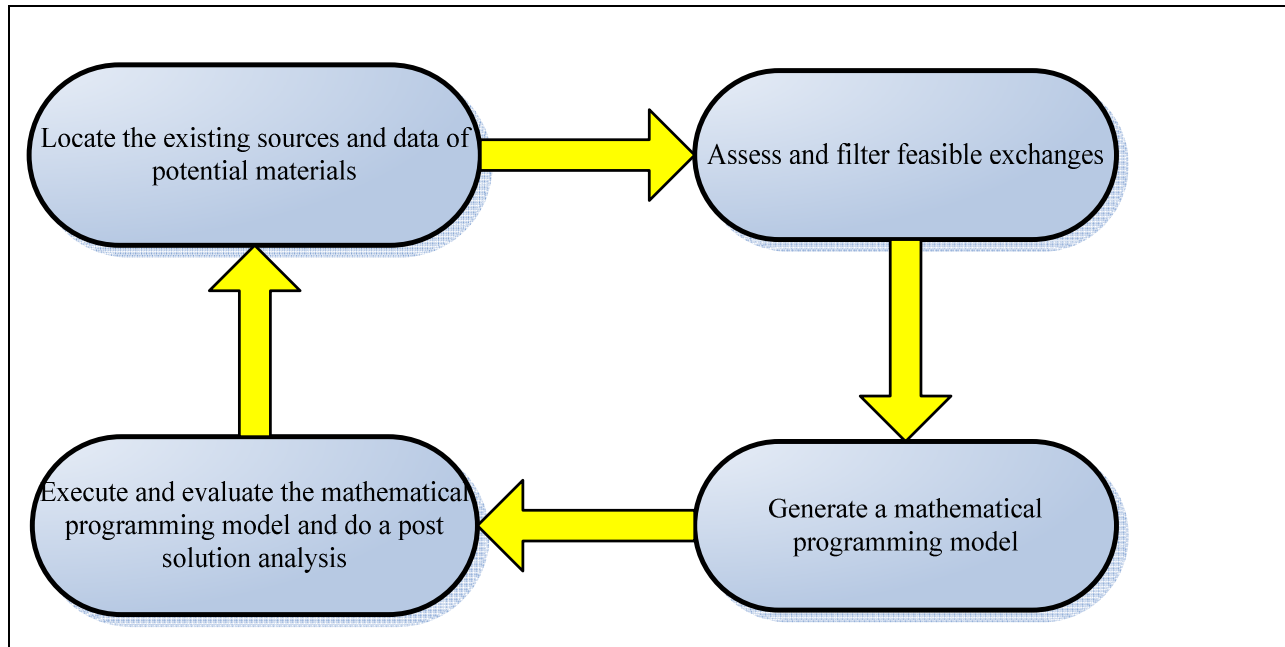 Locate the existing sources and data of
potential materials
Assess and filter feasible exchanges
Generate a mathematical
programming model
Execute and evaluate the mathematical
programming model and do a post
solution analysis